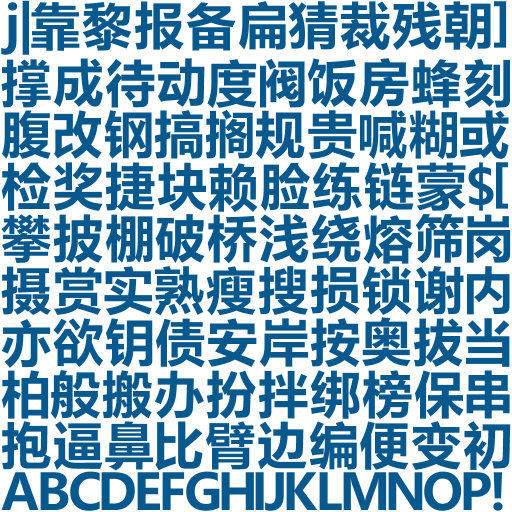 j|靠黎报备扁猜裁残朝]
撑成待动度阀饭房蜂刻
腹改钢搞搁规贵喊糊或
检奖捷块赖脸练链蒙$[
攀披棚破桥浅绕熔筛岗
摄赏实熟瘦搜损锁谢内
亦欲钥债安岸按奥拔当
柏般搬办扮拌绑榜保串
抱逼鼻比臂边编便变初
ABCDEFGHIJKLMNOP!